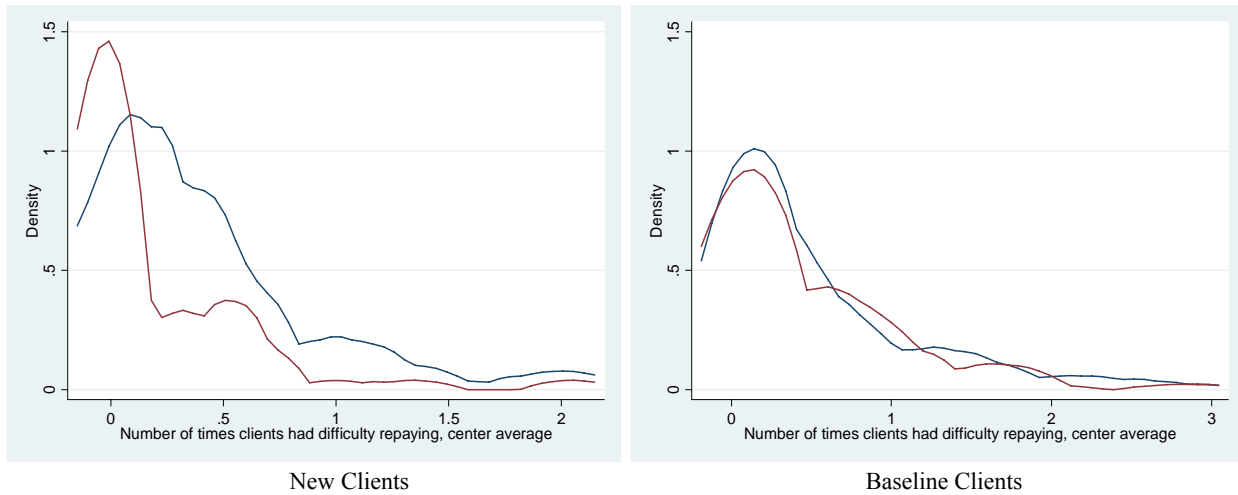 1.5
1
.5
0
Density
0
.5
1
1.5
2
Number of times clients had difficulty repaying, center average
New Clients
1.5
1
.5
0
Density
0
1
2
3
Number of times clients had difficulty repaying, center average
Baseline Clients